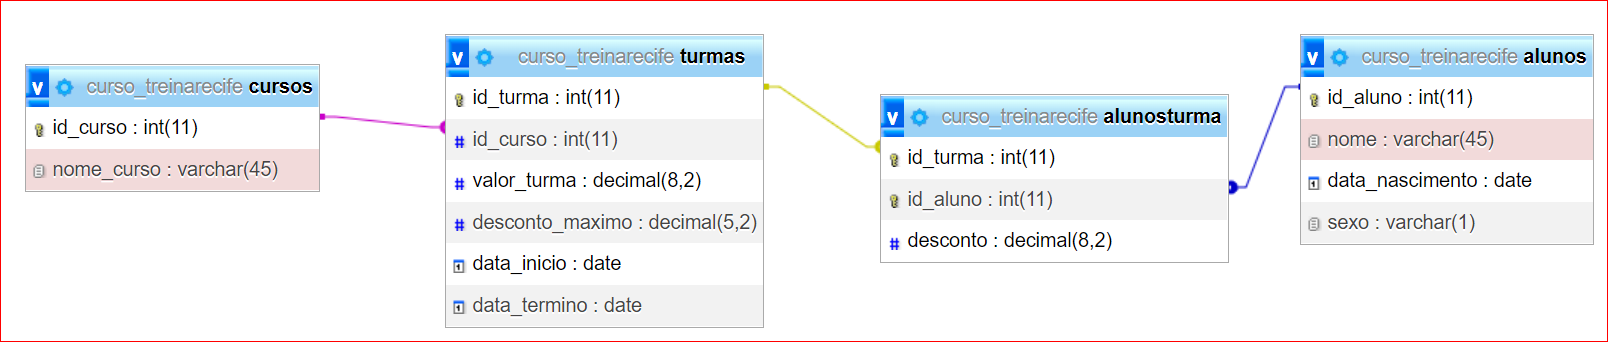 v curso_treinarecife cursos
id_curso : int(11)
nome_curso : varchar(45)
v curso_treinarecife turmas
id_turma : int(11)
# id_curso : int(11)
# valor_turma : decimal(8,2)
# desconto_maximo : decimal(5,2)
data_inicio : date
data_termino : date
v curso_treinarecife alunosturma
id_turma : int(11)
id_aluno : int(11)
# desconto : decimal(8,2)
v curso_treinarecife alunos
id_aluno : int(11)
nome : varchar(45)
data_nascimento : date
sexo : varchar(1)